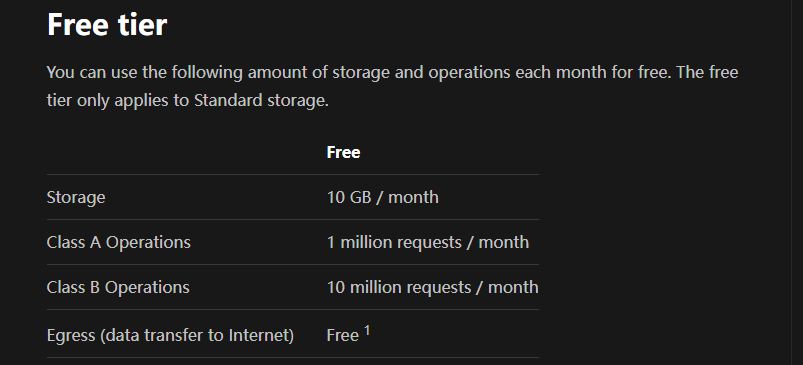 Free tier
You can use the following amount of storage and operations each month for free. The free
tier only applies to Standard storage.
Free
Storage 10 GB / month
Class A Operations 1 million requests / month
Class B Operations 10 million requests / month
Egress (data transfer to Internet) Free 1